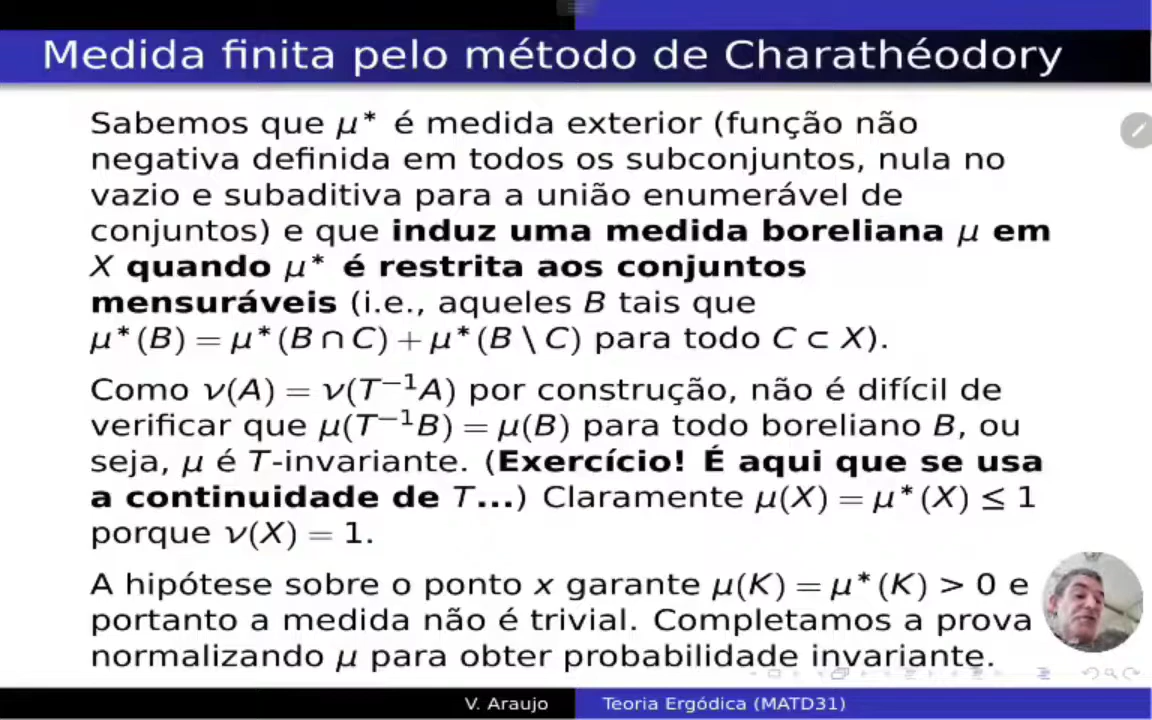 Medida finita pelo método de Charathéodory
Sabemos que μ* é medida exterior (função não
negativa definida em todos os subconjuntos, nula no
vazio e subaditiva para a união enumerável de
conjuntos) e que induz uma medida boreliana μ em
X quando μ* é restrita aos conjuntos
mensuráveis (i.e., aqueles B tais que
μ*(B) = μ*(B ∩ C) + μ*(B \ C) para todo C ⊂ X).
Como ν(A) = ν(T⁻¹A) por construção, não é difícil de
verificar que μ(T⁻¹B) = μ(B) para todo boreliano B, ou
seja, μ é T-invariante. (Exercício! É aqui que se usa
a continuidade de T...) Claramente μ(X) = μ*(X) ≤ 1
porque ν(X) = 1.
A hipótese sobre o ponto x garante μ(K) = μ*(K) > 0 e
portanto a medida não é trivial. Completamos a prova
normalizando μ para obter probabilidade invariante.
V. Araujo
Teoria Ergódica (MATD31)